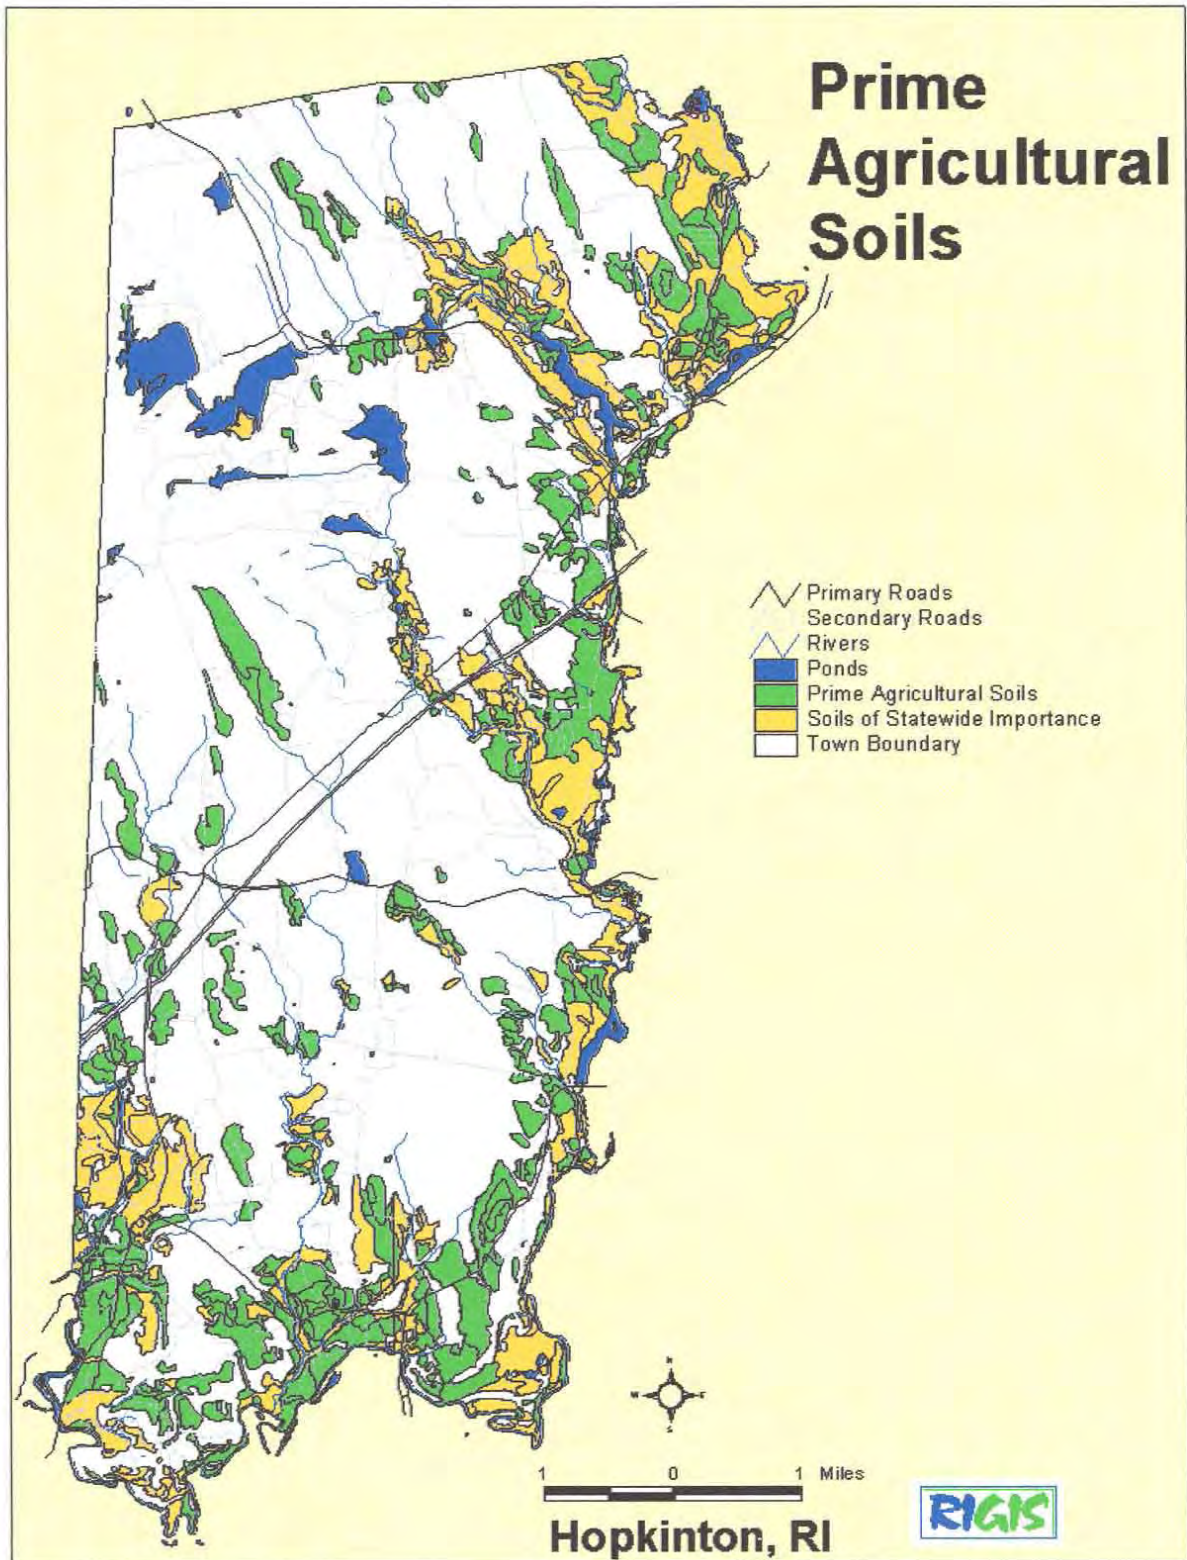 Prime
Agricultural
Soils
Primary Roads
Secondary Roads
Rivers
Ponds
Prime Agricultural Soils
Soils of Statewide Importance
Town Boundary
N
W E
S
1 0 1 Miles
Hopkinton, RI
RIGIS